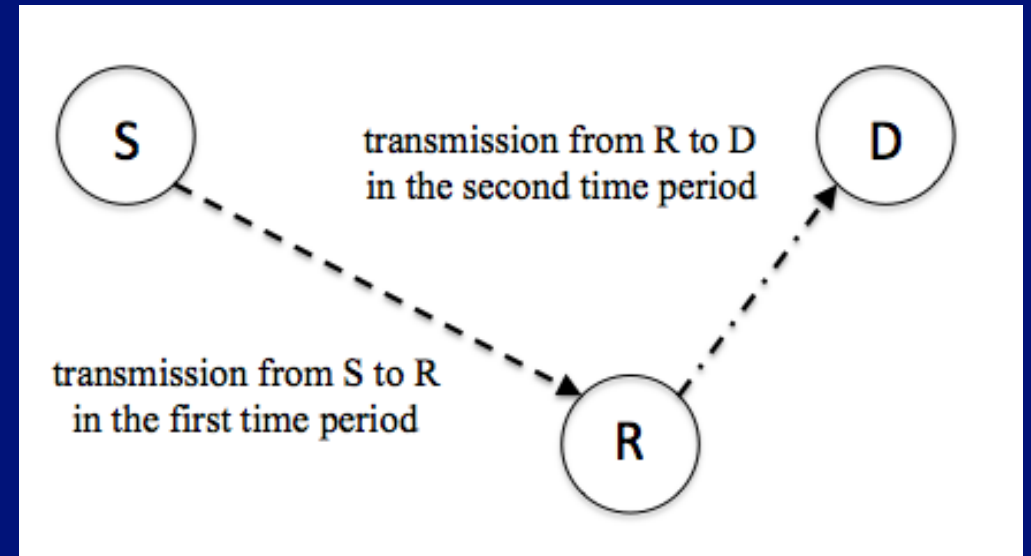 S
transmission from R to D
in the second time period
D
transmission from S to R
in the first time period
R